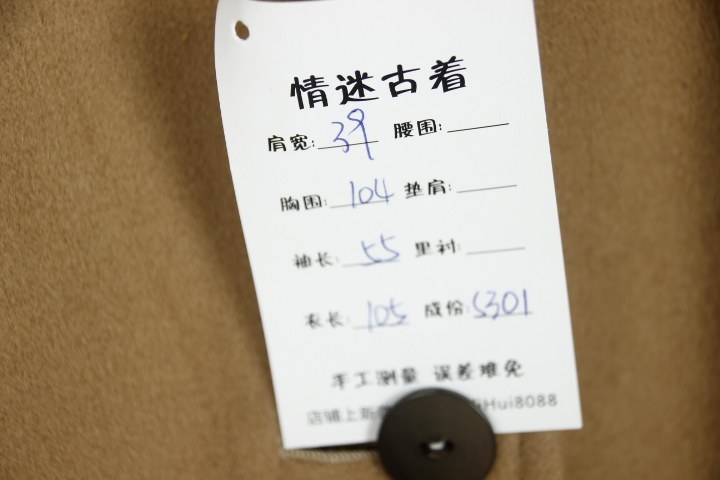 情迷古着
肩宽: 39 腰围:
胸围: 104 垫肩:
袖长: 55 里衬:
衣长: 105 成份: 5301
手工测量 误差难免
店铺上新 Hui8088